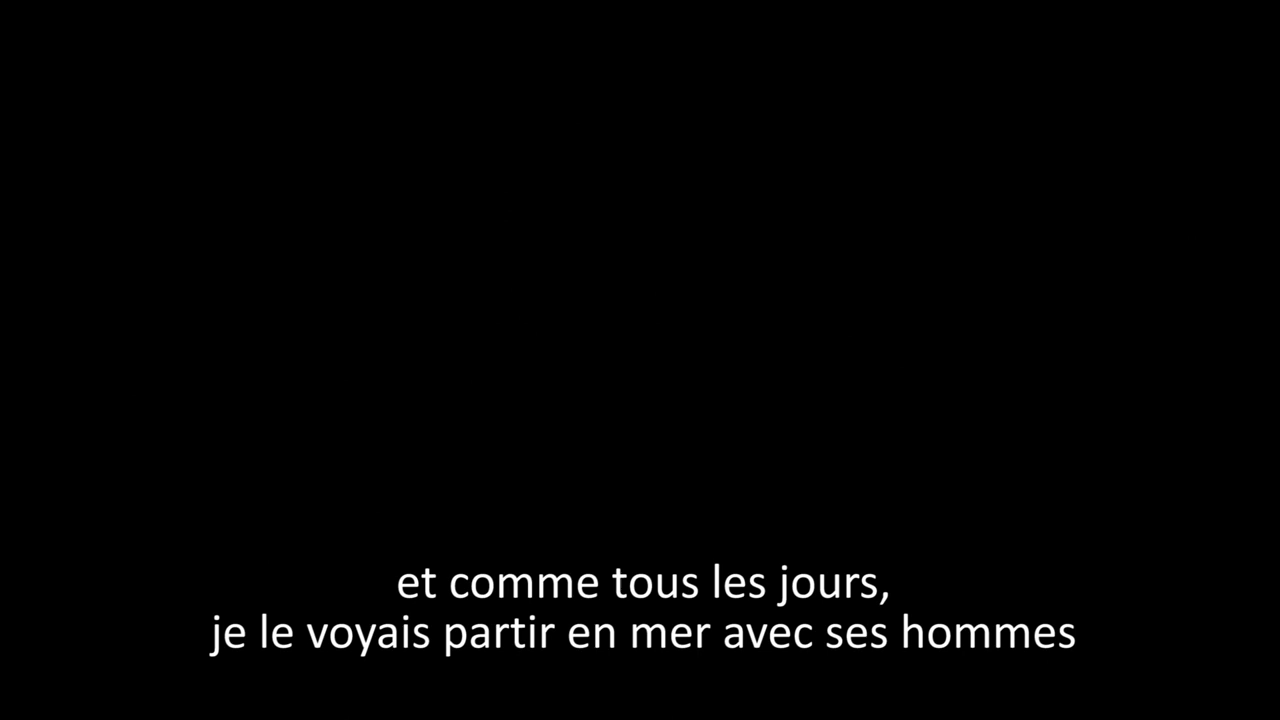 et comme tous les jours,
je le voyais partir en mer avec ses hommes